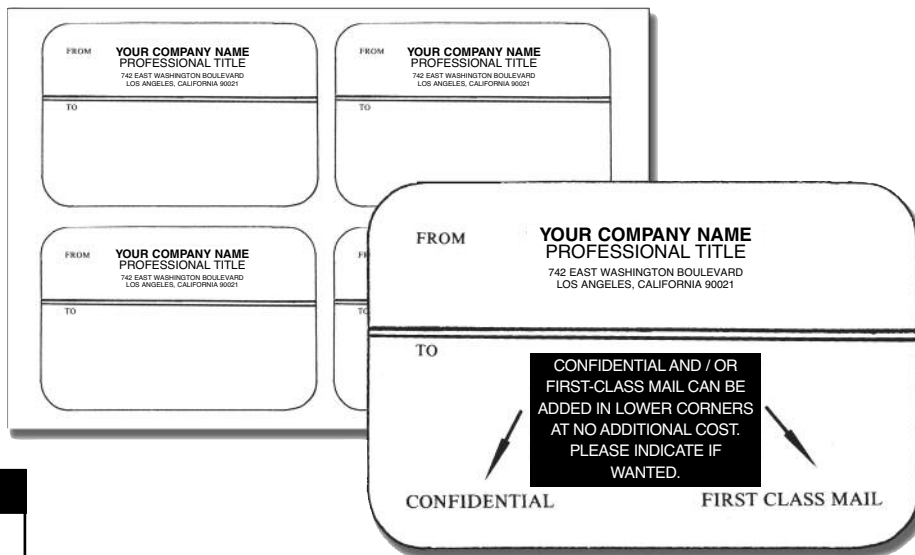 FROM
YOUR COMPANY NAME
PROFESSIONAL TITLE
742 EAST WASHINGTON BOULEVARD
LOS ANGELES, CALIFORNIA 90021
TO
FROM
YOUR COMPANY NAME
PROFESSIONAL TITLE
742 EAST WASHINGTON BOULEVARD
LOS ANGELES, CALIFORNIA 90021
TO
FROM
YOUR COMPANY NAME
PROFESSIONAL TITLE
742 EAST WASHINGTON BOULEVARD
LOS ANGELES, CALIFORNIA 90021
TO
FROM
YOUR COMPANY NAME
PROFESSIONAL TITLE
742 EAST WASHINGTON BOULEVARD
LOS ANGELES, CALIFORNIA 90021
TO
CONFIDENTIAL AND / OR
FIRST-CLASS MAIL CAN BE
ADDED IN LOWER CORNERS
AT NO ADDITIONAL COST.
PLEASE INDICATE IF
WANTED.
CONFIDENTIAL
FIRST CLASS MAIL